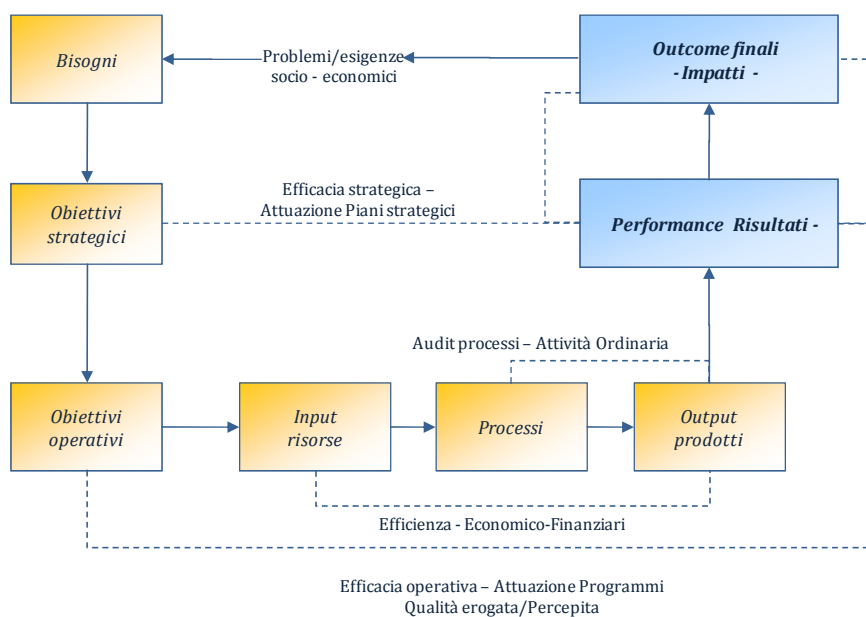 Bisogni
Problemi/esigenze
socio - economici
Outcome finali
- Impatti -
Obiettivi
strategici
Efficacia strategica –
Attuazione Piani strategici
Performance Risultati -
Audit processi – Attività Ordinaria
Obiettivi
operativi
Input
risorse
Processi
Output
prodotti
Efficienza - Economico-Finanziari
Efficacia operativa – Attuazione Programmi
Qualità erogata/Percepita